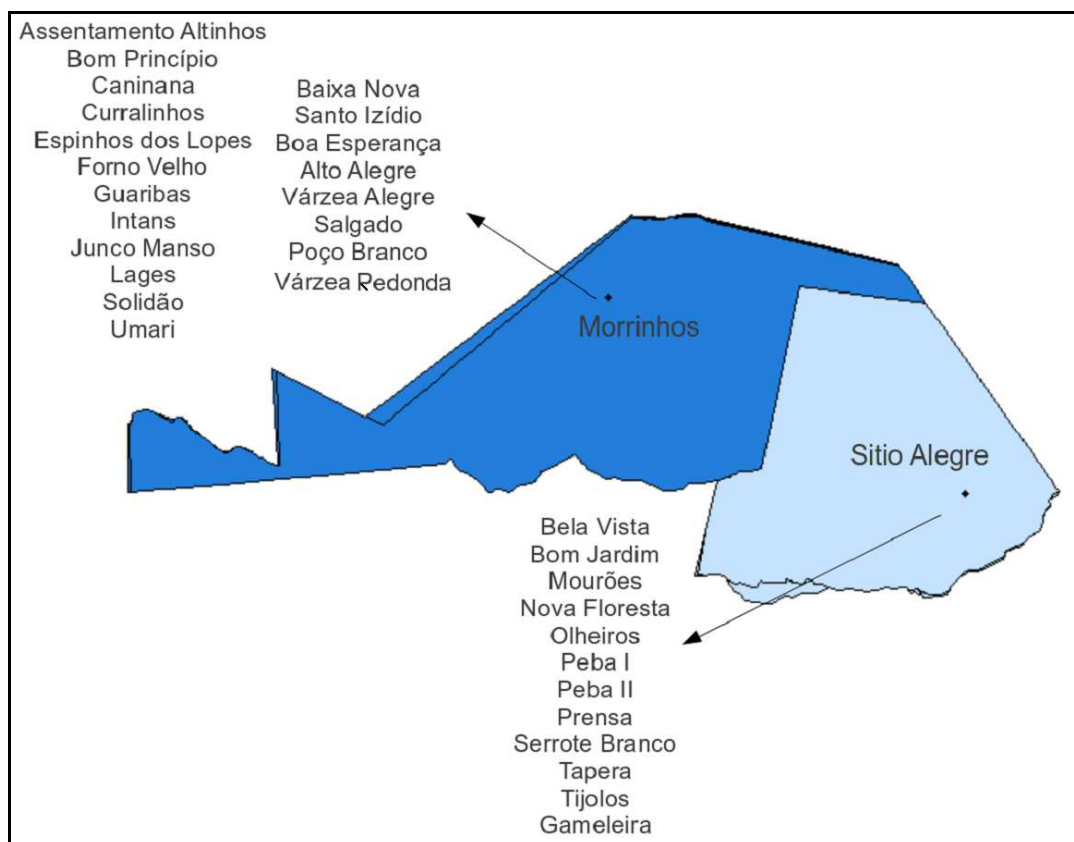 Assentamento Altinhos
Bom Princípio
Caninana
Curralinhos
Espinhos dos Lopes
Forno Velho
Guaribas
Intans
Junco Manso
Lages
Solidão
Umari
Baixa Nova
Santo Izídio
Boa Esperança
Alto Alegre
Várzea Alegre
Salgado
Poço Branco
Várzea Redonda
Morrinhos
Sitio Alegre
Bela Vista
Bom Jardim
Mourões
Nova Floresta
Olheiros
Peba I
Peba II
Prensa
Serrote Branco
Tapera
Tijolos
Gameleira